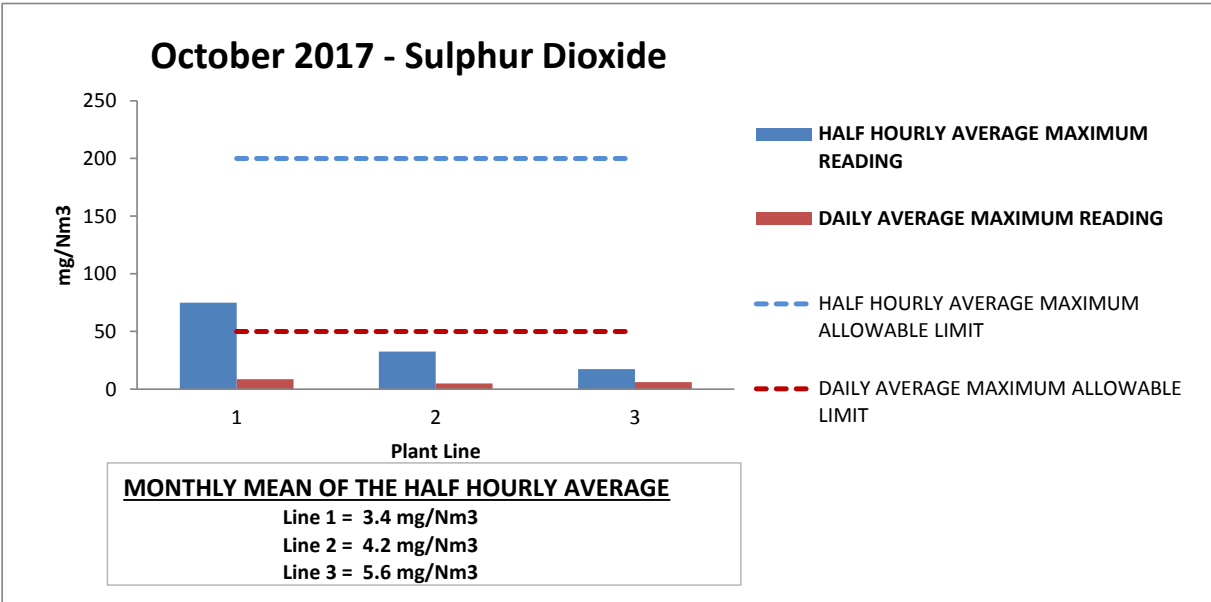 October 2017 - Sulphur Dioxide
250
200
150
100
50
0
mg/Nm3
1
2
3
Plant Line
HALF HOURLY AVERAGE MAXIMUM
READING
DAILY AVERAGE MAXIMUM READING
HALF HOURLY AVERAGE MAXIMUM
ALLOWABLE LIMIT
DAILY AVERAGE MAXIMUM ALLOWABLE
LIMIT
MONTHLY MEAN OF THE HALF HOURLY AVERAGE
Line 1 = 3.4 mg/Nm3
Line 2 = 4.2 mg/Nm3
Line 3 = 5.6 mg/Nm3